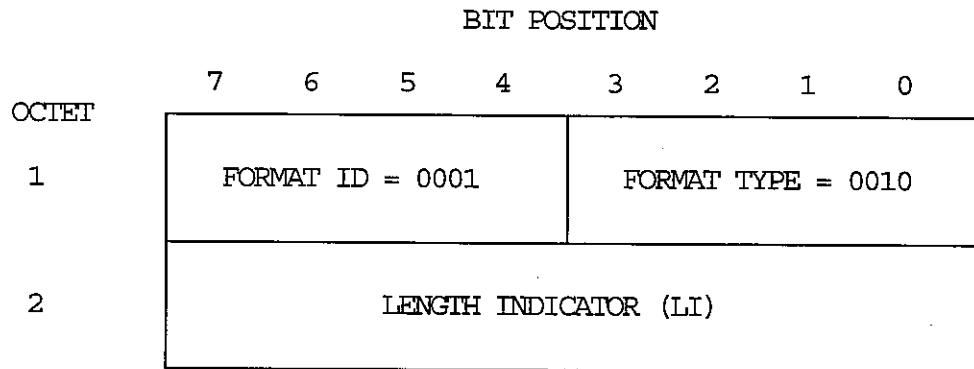 BIT POSITION
7 6 5 4 3 2 1 0
OCTET
1 FORMAT ID = 0001 FORMAT TYPE = 0010
2 LENGTH INDICATOR (LI)